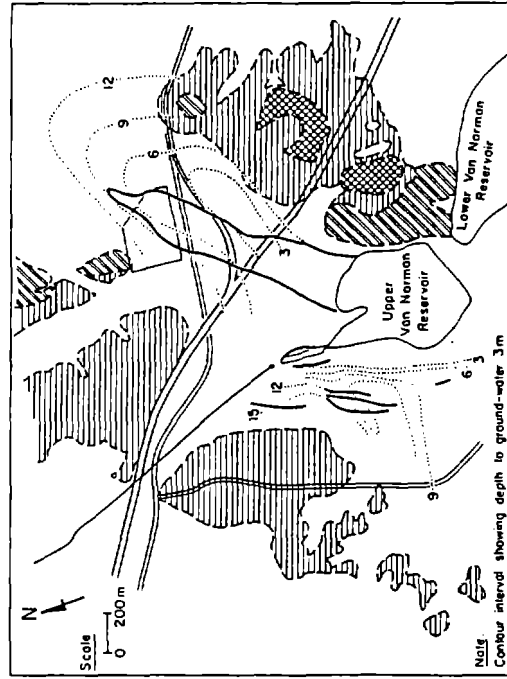 N
Scale
0 200m
12
9
6
3
15
12
3
6
9
Upper
Van Norman
Reservoir
Lower Van Norman
Reservoir
Note.
Contour interval showing depth to ground-water 3m